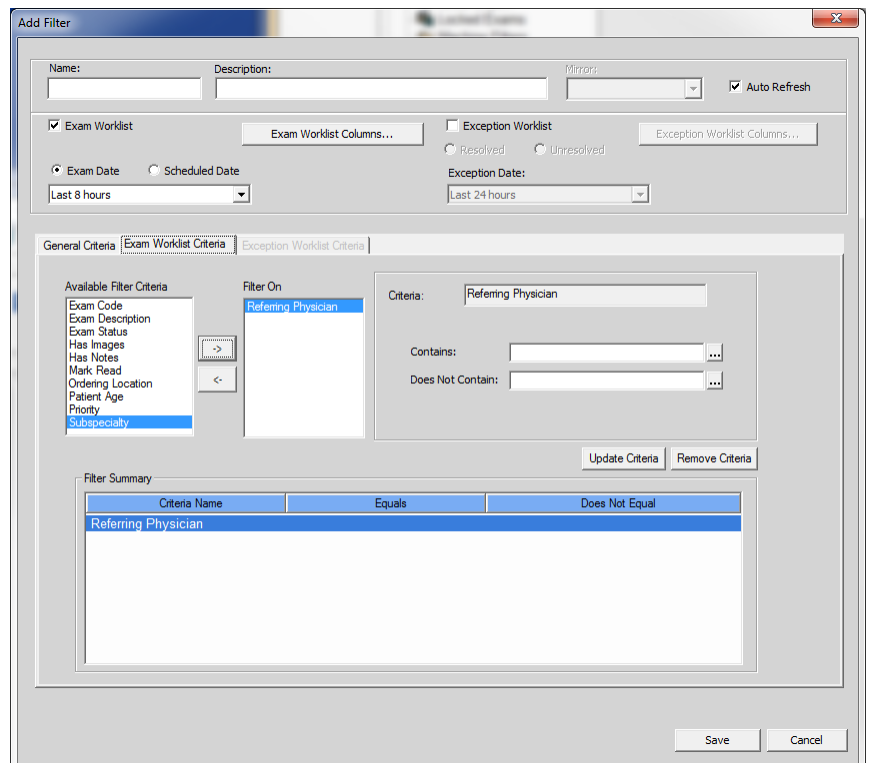 Locked Exams
Add Filter
Name:
Description:
Mirror:
Auto Refresh
Exam Worklist
Exam Worklist Columns...
Exception Worklist
Exception Worklist Columns...
Resolved
Unresolved
Exam Date
Scheduled Date
Exception Date:
Last 8 hours
Last 24 hours
General Criteria
Exam Worklist Criteria
Exception Worklist Criteria
Available Filter Criteria
Exam Code
Exam Description
Exam Status
Has Images
Has Notes
Mark Read
Ordering Location
Patient Age
Priority
Subspecialty
->
<-
Filter On
Referring Physician
Criteria:
Referring Physician
Contains:
...
Does Not Contain:
...
Update Criteria
Remove Criteria
Filter Summary
Criteria Name
Equals
Does Not Equal
Referring Physician
Save
Cancel